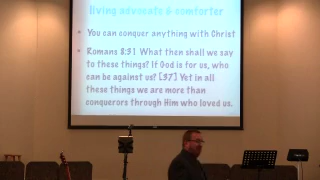 living advocate & comforter
• You can conquer anything with Christ
• Romans 8:31 What then shall we say
to these things? If God is for us, who
can be against us? [37] Yet in all
these things we are more than
conquerors through Him who loved us.